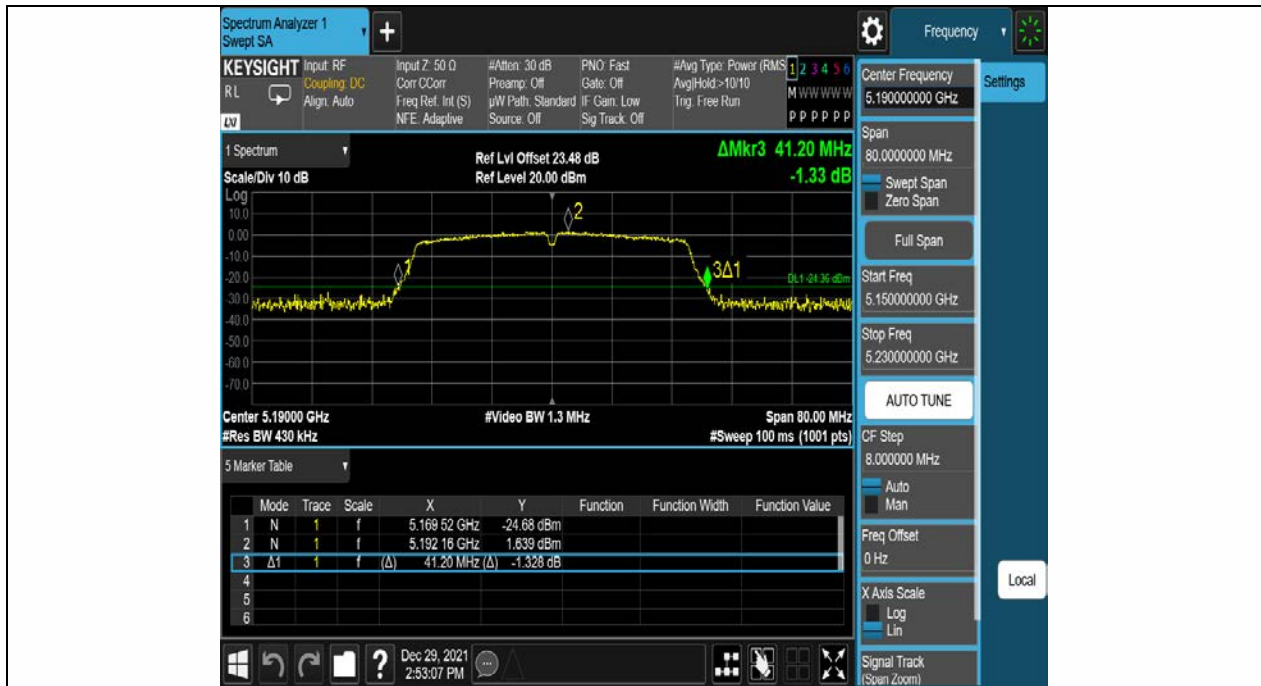 Spectrum Analyzer 1
Swept SA
+
Frequency
KEYSIGHT
RL
LXI
Input: RF
Coupling: DC
Align: Auto
Input Z: 50 Ω
Corr CCorr
Freq Ref: Int (S)
NFE: Adaptive
#Atten: 30 dB
Preamp: Off
µW Path: Standard
Source: Off
PNO: Fast
Gate: Off
IF Gain: Low
Sig Track: Off
#Avg Type: Power (RMS
Avg|Hold:>10/10
Trig: Free Run
1 2 3 4 5 6
M W W W W W
P P P P P P
1 Spectrum
Scale/Div 10 dB
Ref Lvl Offset 23.48 dB
Ref Level 20.00 dBm
ΔMkr3 41.20 MHz
-1.33 dB
Log
10.0
0.00
-10.0
-20.0
-30.0
-40.0
-50.0
-60.0
-70.0
1
2
3Δ1
DL1 -24.36 dBm
Center 5.19000 GHz
#Video BW 1.3 MHz
Span 80.00 MHz
#Res BW 430 kHz
#Sweep 100 ms (1001 pts)
5 Marker Table
Mode Trace Scale X Y Function Function Width Function Value
1 N 1 f 5.169 52 GHz -24.68 dBm
2 N 1 f 5.192 16 GHz 1.639 dBm
3 Δ1 1 f (Δ) 41.20 MHz (Δ) -1.328 dB
4
5
6
?
Dec 29, 2021
2:53:07 PM
Center Frequency
5.190000000 GHz
Settings
Span
80.0000000 MHz
Swept Span
Zero Span
Full Span
Start Freq
5.150000000 GHz
Stop Freq
5.230000000 GHz
AUTO TUNE
CF Step
8.000000 MHz
Auto
Man
Freq Offset
0 Hz
Local
X Axis Scale
Log
Lin
Signal Track
(Span Zoom)